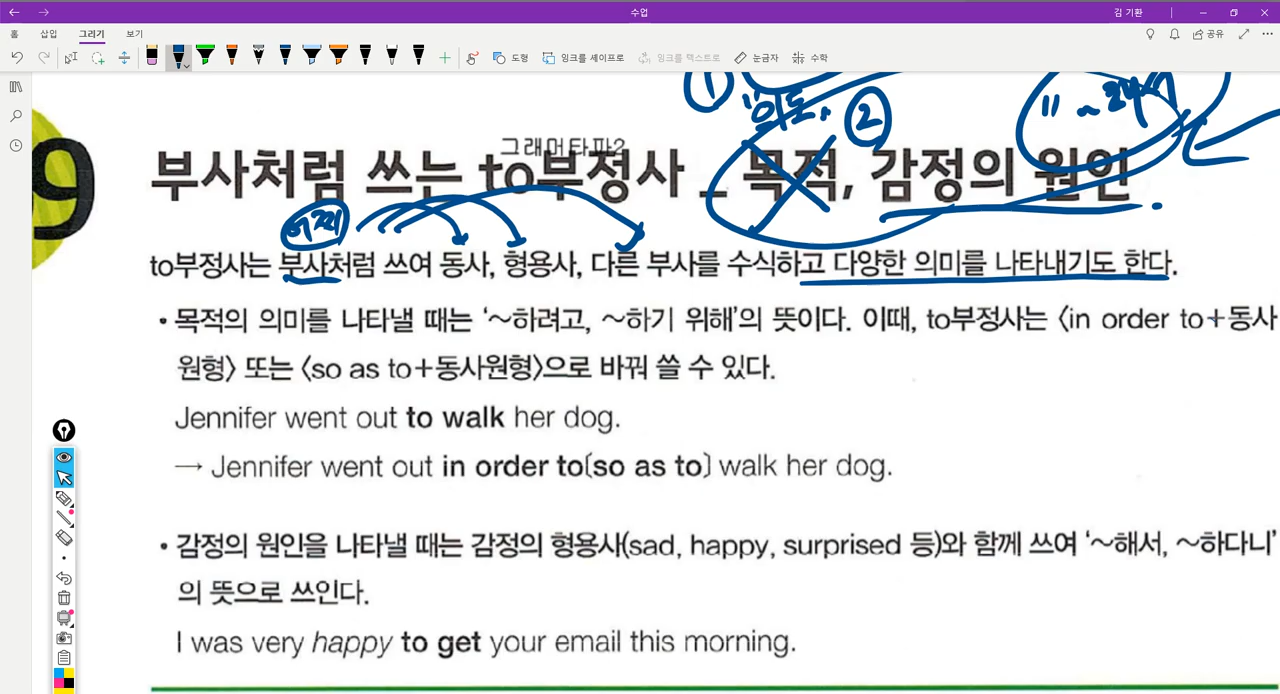 수업
김 기환
홈 삽입 그리기 보기
공유
도형 잉크를 셰이프로 잉크를 텍스트로 눈금자 수학
① "의도" ②
그래머타파2
9 부사처럼 쓰는 to부정사 _ 목적, 감정의 원인
to부정사는 부사처럼 쓰여 동사, 형용사, 다른 부사를 수식하고 다양한 의미를 나타내기도 한다.
• 목적의 의미를 나타낼 때는 ‘~하려고, ~하기 위해’의 뜻이다. 이때, to부정사는 〈in order to+동사
원형〉 또는 〈so as to+동사원형〉으로 바꿔 쓸 수 있다.
Jennifer went out to walk her dog.
→ Jennifer went out in order to[so as to] walk her dog.
• 감정의 원인을 나타낼 때는 감정의 형용사(sad, happy, surprised 등)와 함께 쓰여 ‘~해서, ~하다니’
의 뜻으로 쓰인다.
I was very happy to get your email this morning.